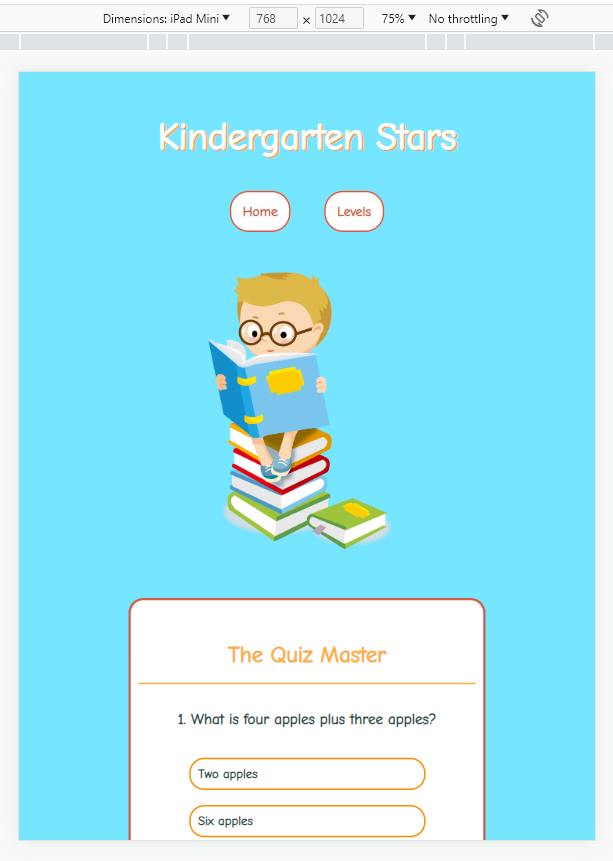 Dimensions: iPad Mini ▼ 768 x 1024 75% ▼ No throttling ▼
Kindergarten Stars
Home Levels
The Quiz Master
1. What is four apples plus three apples?
Two apples
Six apples